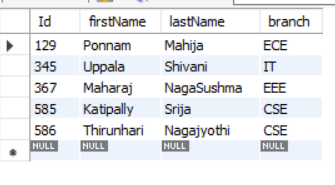 Id firstName lastName branch
129 Ponnam Mahija ECE
345 Uppala Shivani IT
367 Maharaj NagaSushma EEE
585 Katipally Srija CSE
586 Thirunhari Nagajyothi CSE
NULL NULL NULL NULL